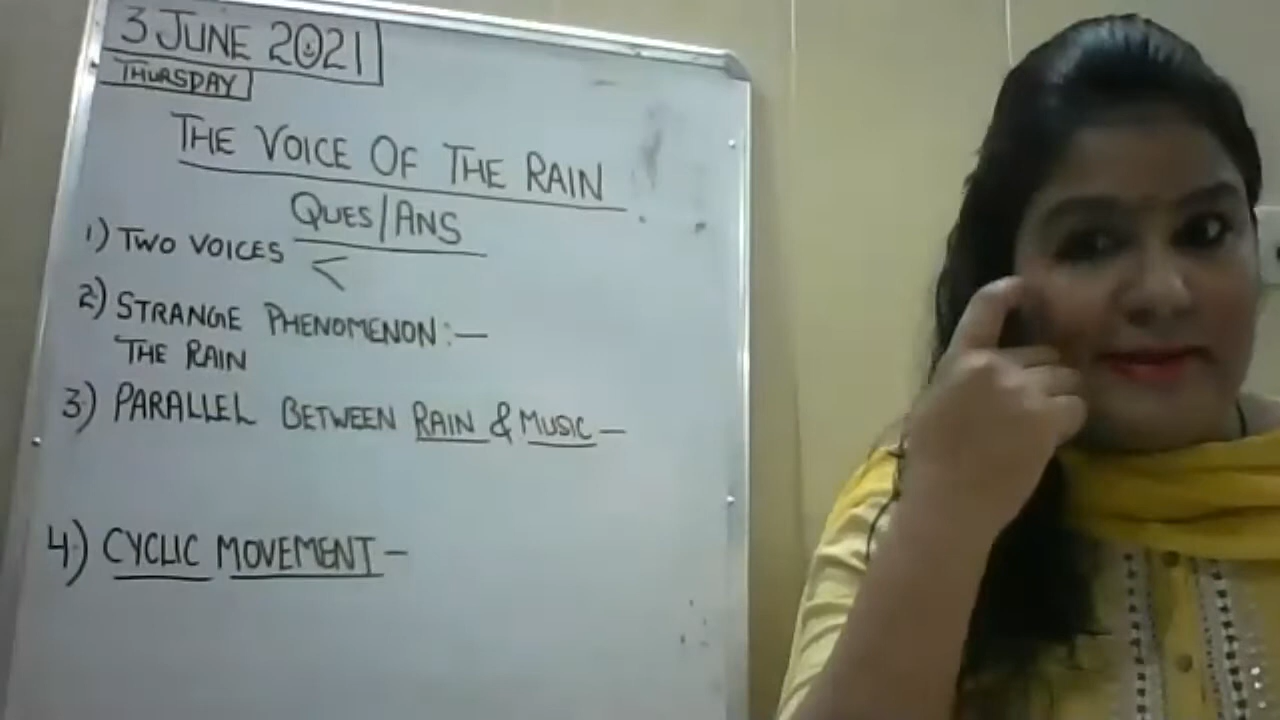 3 JUNE 2021
THURSDAY
THE VOICE OF THE RAIN
QUES/ANS
1) TWO VOICES <
2) STRANGE PHENOMENON:—
THE RAIN
3) PARALLEL BETWEEN RAIN & MUSIC —
4) CYCLIC MOVEMENT —